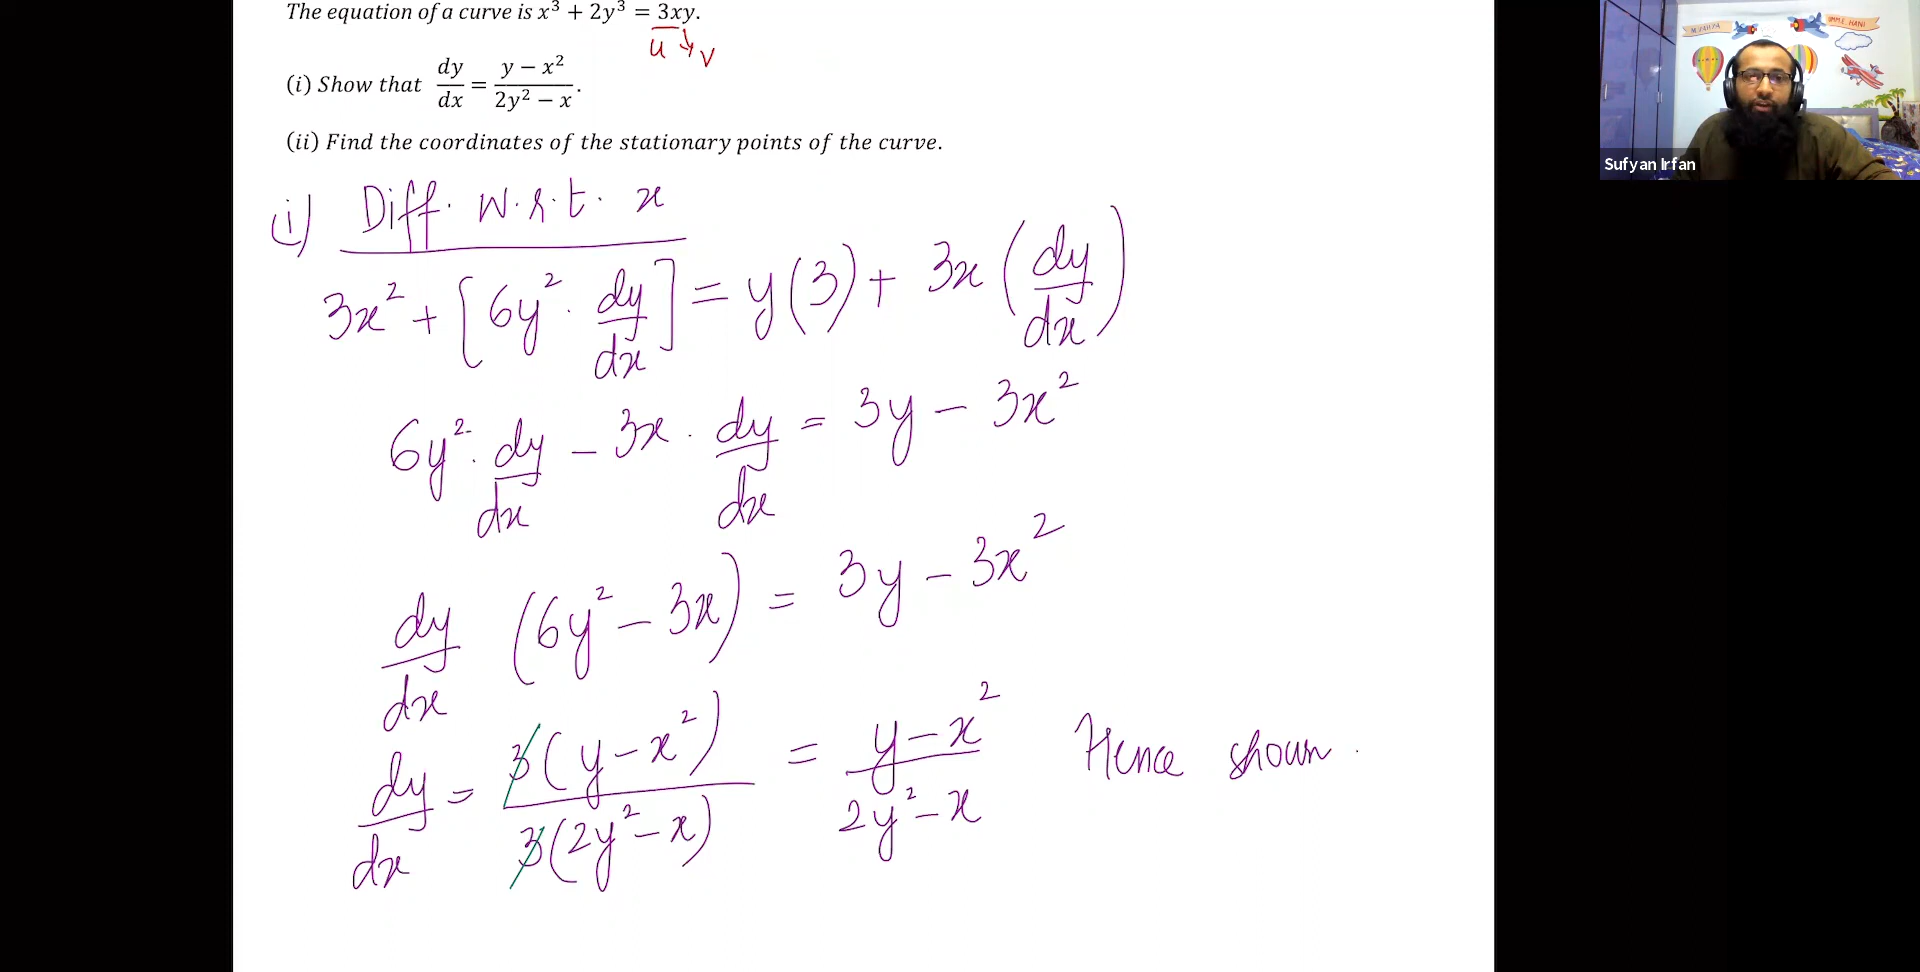 The equation of a curve is x³ + 2y³ = 3xy.
u v
(i) Show that dy/dx = (y − x²)/(2y² − x).
(ii) Find the coordinates of the stationary points of the curve.
i) Diff. w.r.t. x
3x² + [6y² · dy/dx] = y(3) + 3x (dy/dx)
6y² · dy/dx − 3x · dy/dx = 3y − 3x²
dy/dx (6y² − 3x) = 3y − 3x²
dy/dx = 3(y − x²)/3(2y² − x) = (y − x²)/(2y² − x) Hence shown.
Sufyan Irfan